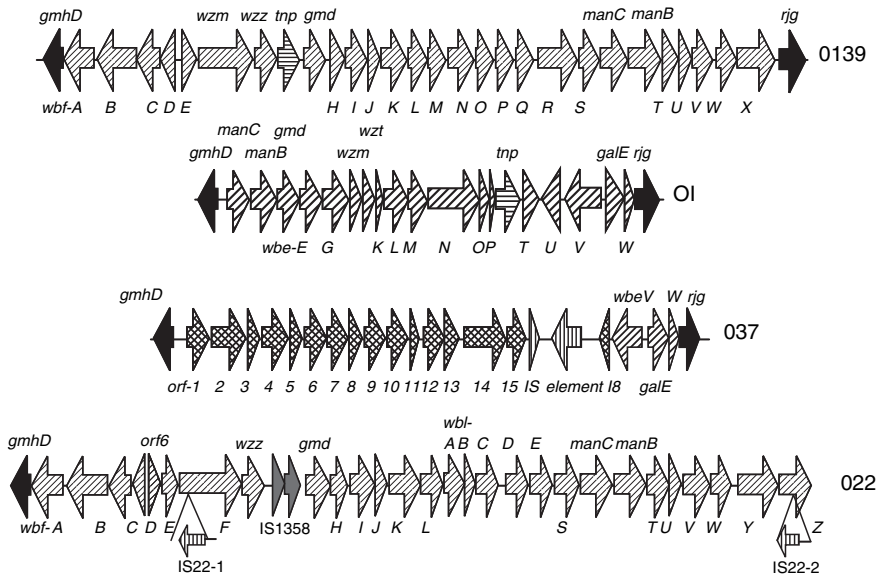 wzm wzz tnp gmd manC manB rjg
gmhD
O139
wbf-A B C D E H I J K L M N O P Q R S T U V W X
manC gmd wzt
gmhD manB wzm tnp galE rjg
OI
wbe-E G K L M N OP T U V W
wbeV W rjg
gmhD
037
orf-1 2 3 4 5 6 7 8 9 10 11 12 13 14 15 IS element I8 galE
wbl-
gmhD orf6 wzz gmd A B C D E manC manB
022
wbf-A B C D E F IS1358 H I J K L S T U V W Y Z
IS22-1 IS22-2